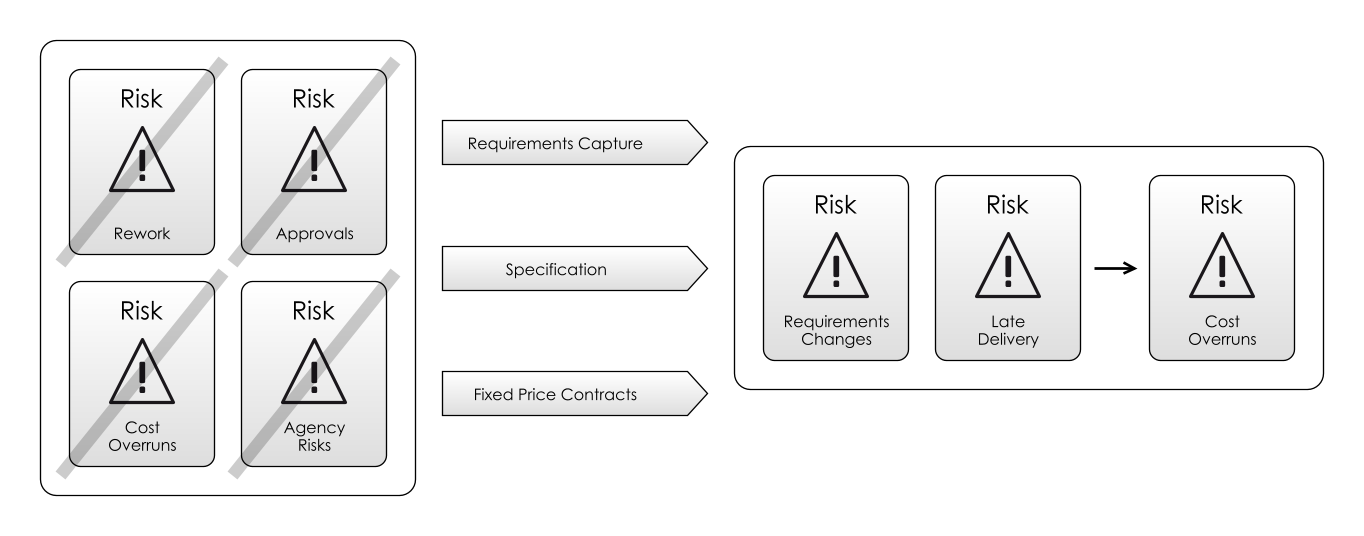 Risk
Rework
Risk
Approvals
Risk
Cost
Overruns
Risk
Agency
Risks
Requirements Capture
Specification
Fixed Price Contracts
Risk
Requirements
Changes
Risk
Late
Delivery
Risk
Cost
Overruns